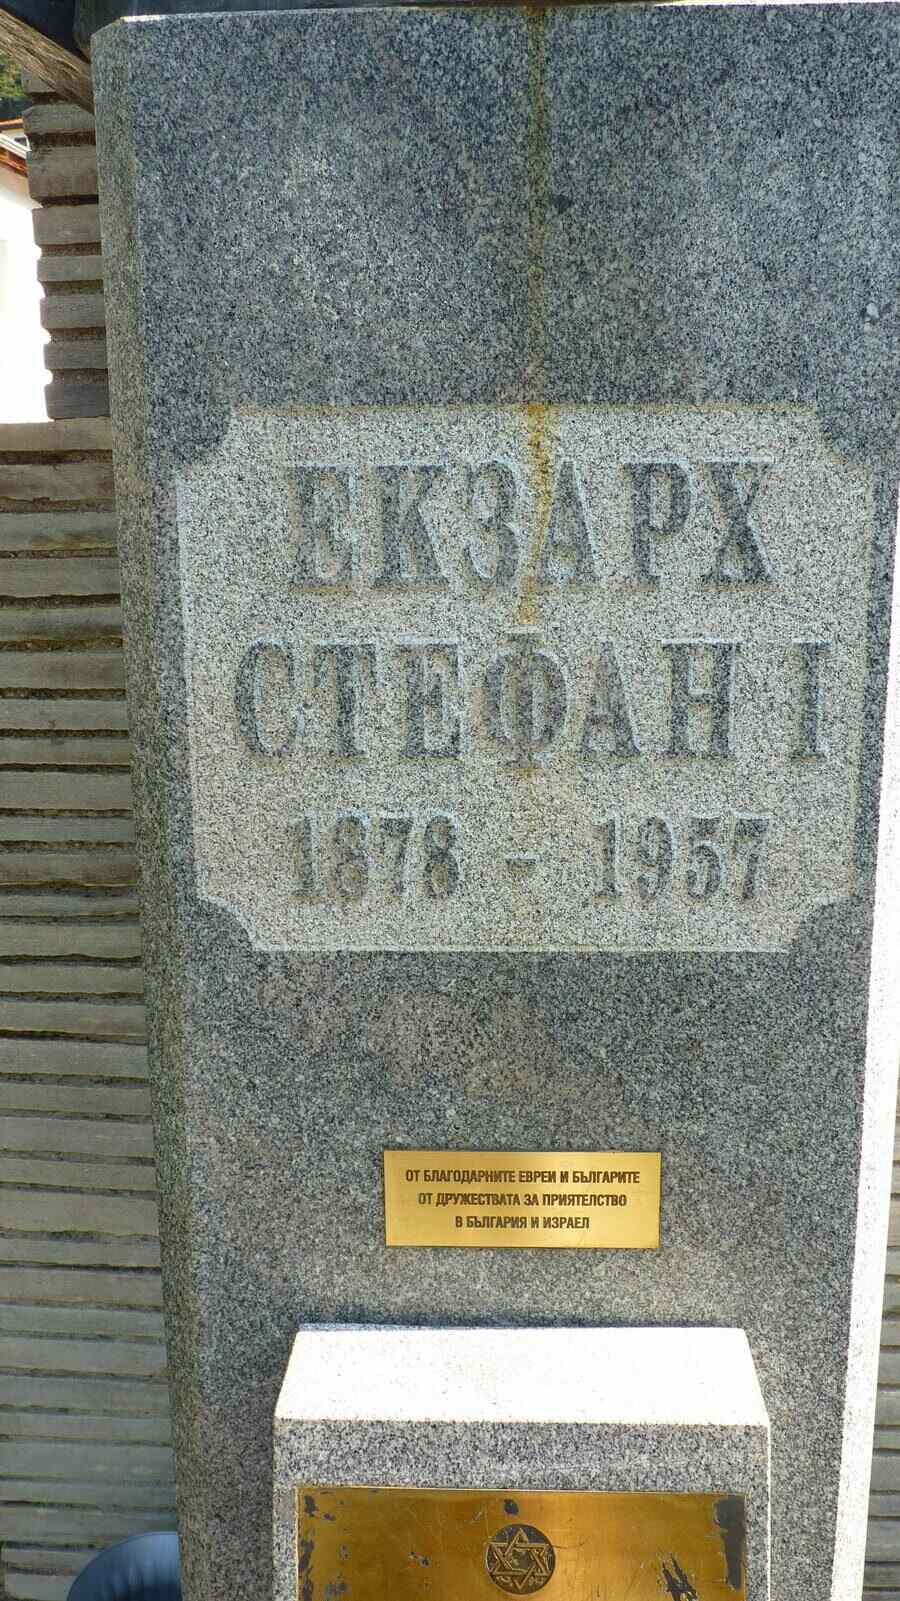 ЕКЗАРХ
СТЕФАН I
1878 - 1957
ОТ БЛАГОДАРНИТЕ ЕВРЕИ И БЪЛГАРИТЕ
ОТ ДРУЖЕСТВАТА ЗА ПРИЯТЕЛСТВО
В БЪЛГАРИЯ И ИЗРАЕЛ